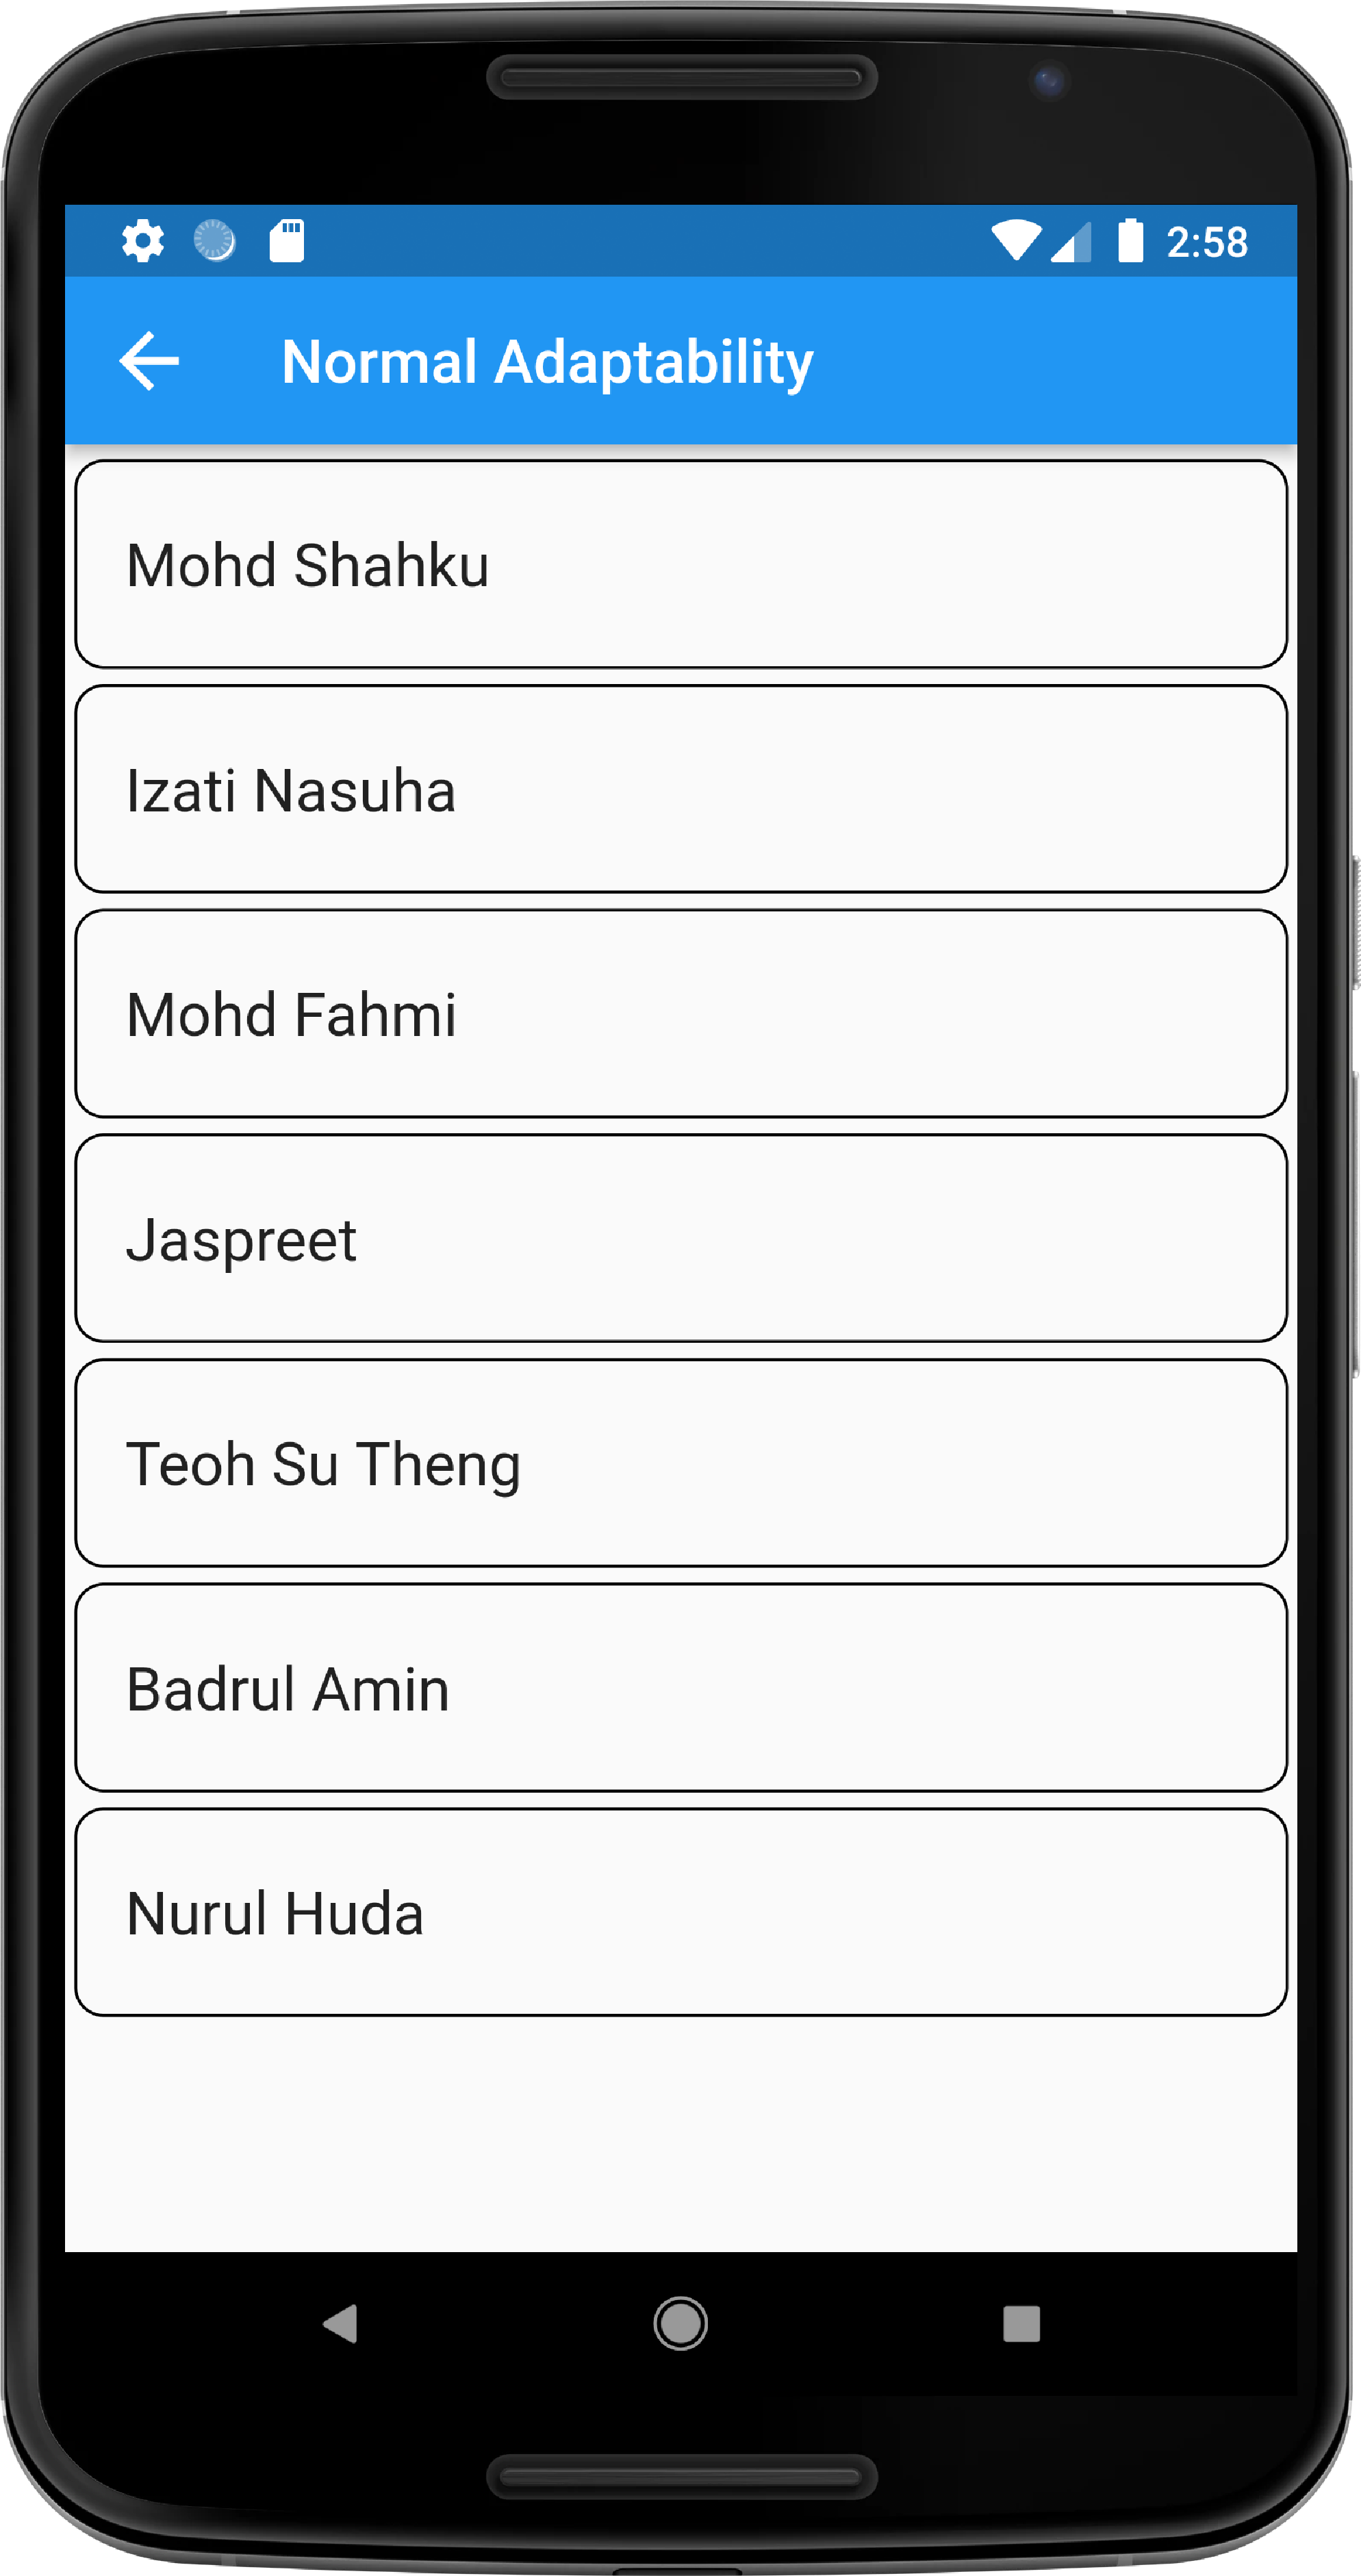 2:58
Normal Adaptability
Mohd Shahku
Izati Nasuha
Mohd Fahmi
Jaspreet
Teoh Su Theng
Badrul Amin
Nurul Huda